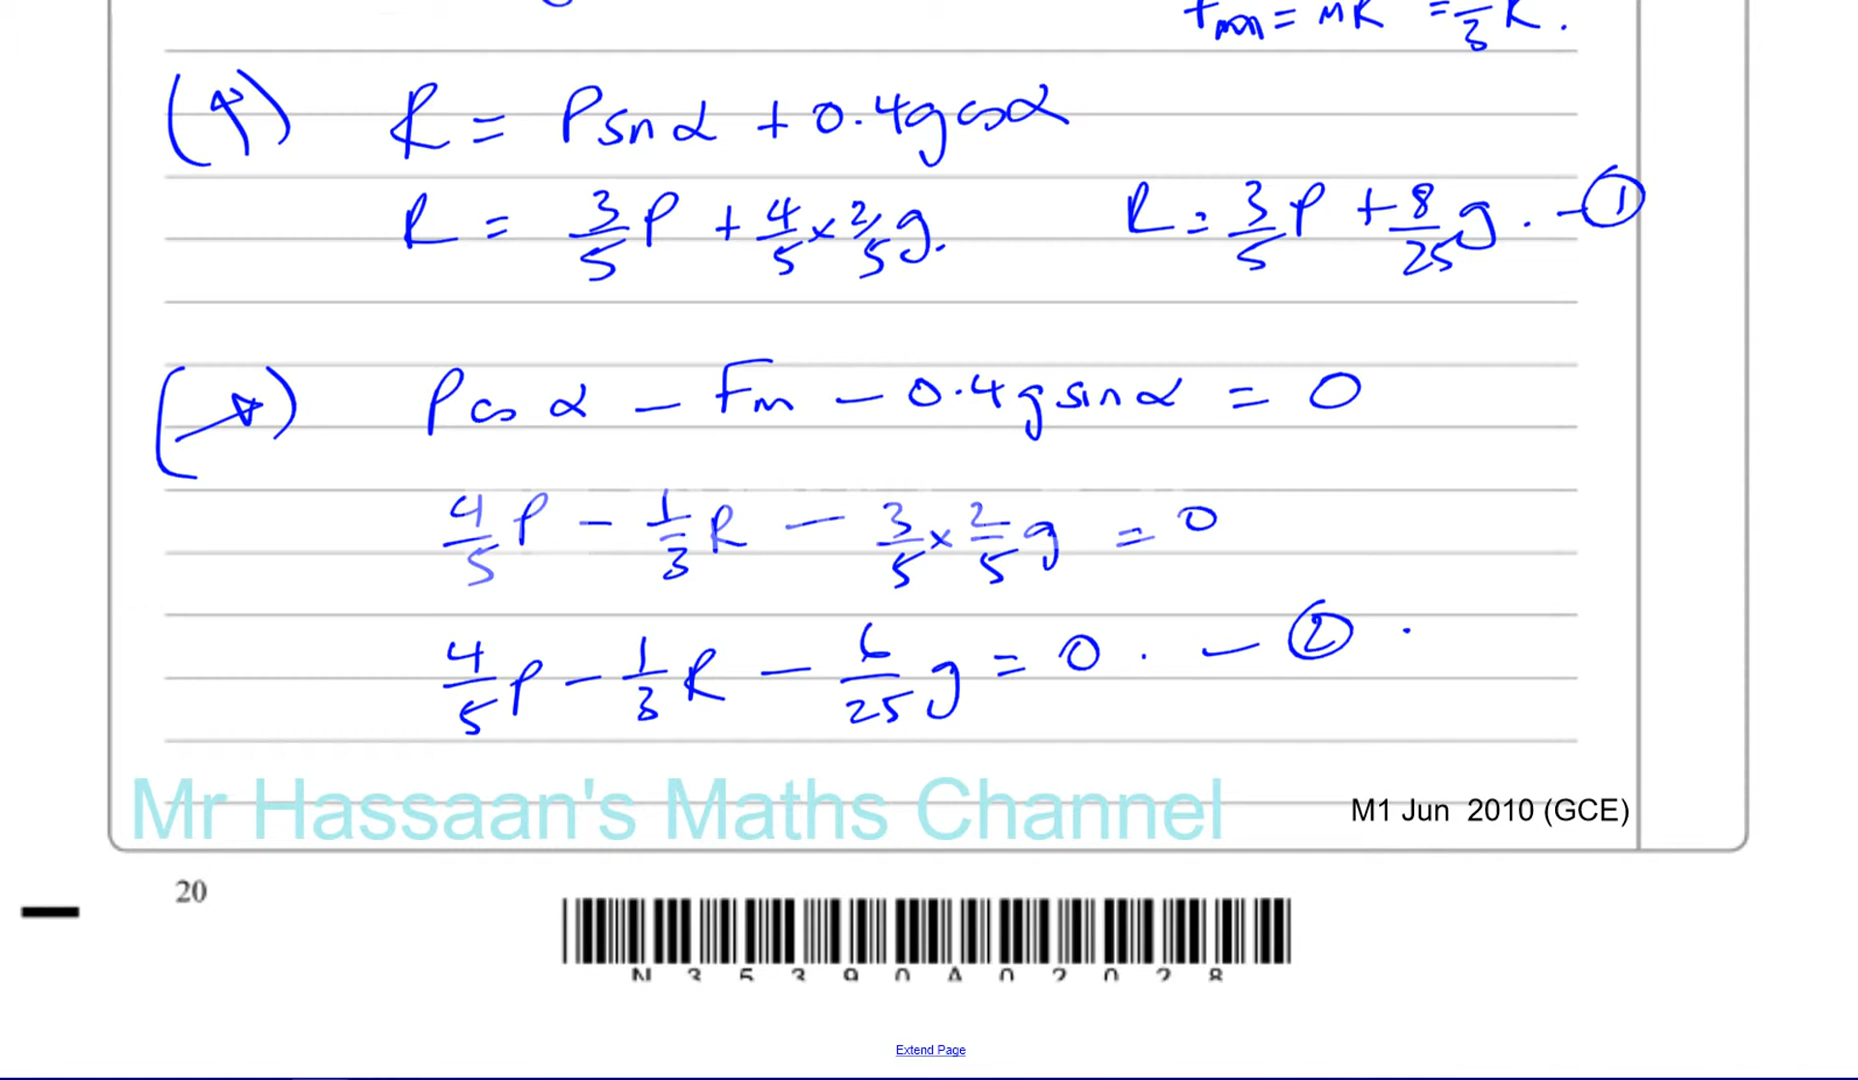 Fmax = μR = 1/3 R.
(↖) R = P sin α + 0.4g cos α
R = 3/5 P + 4/5 × 2/5 g. R = 3/5 P + 8/25 g. - ①
(↗) P cos α - Fm - 0.4g sin α = 0
4/5 P - 1/3 R - 3/5 × 2/5 g = 0
4/5 P - 1/3 R - 6/25 g = 0. - ②.
Mr Hassaan's Maths Channel M1 Jun 2010 (GCE)
20
N 3 5 3 9 0 A 0 2 0 2 8
Extend Page